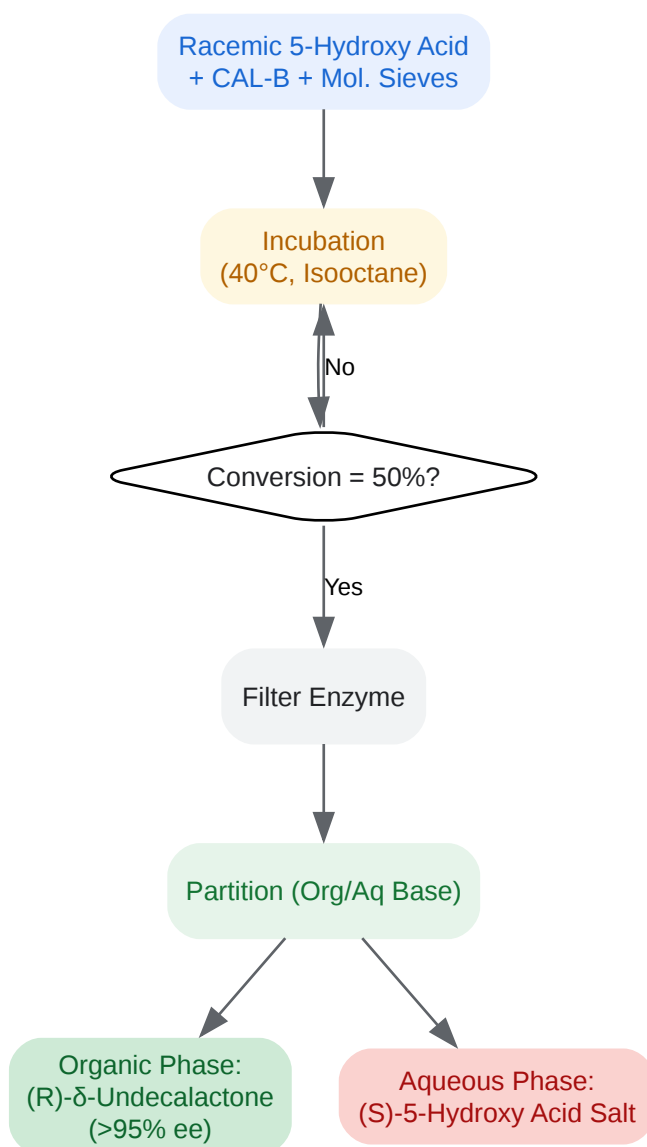 Racemic 5-Hydroxy Acid
+ CAL-B + Mol. Sieves
Incubation
(40°C, Isooctane)
No
Conversion = 50%?
Yes
Filter Enzyme
Partition (Org/Aq Base)
Organic Phase:
(R)-δ-Undecalactone
(>95% ee)
Aqueous Phase:
(S)-5-Hydroxy Acid Salt